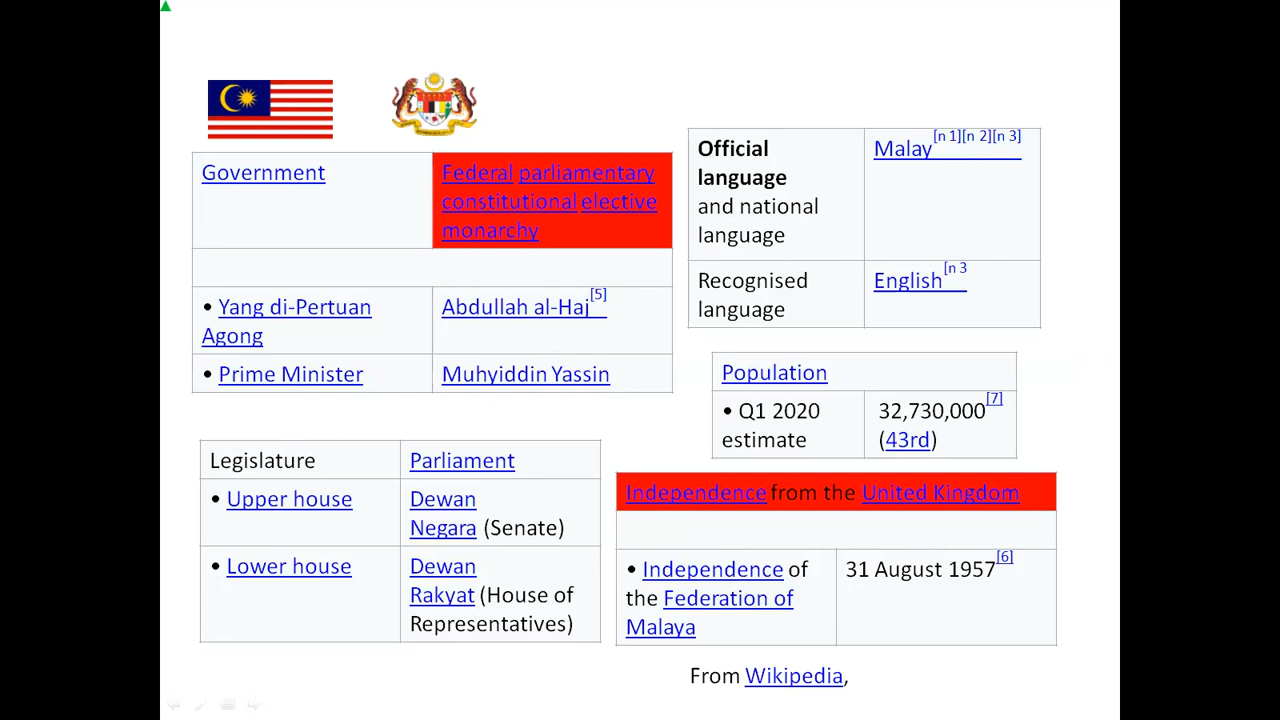 Government
Federal parliamentary
constitutional elective
monarchy
• Yang di-Pertuan
Agong
Abdullah al-Haj[5]
• Prime Minister
Muhyiddin Yassin
Official
language
and national
language
Malay[n 1][n 2][n 3]
Recognised
language
English[n 3
Population
• Q1 2020
estimate
32,730,000[7]
(43rd)
Legislature
Parliament
• Upper house
Dewan
Negara (Senate)
• Lower house
Dewan
Rakyat (House of
Representatives)
Independence from the United Kingdom
• Independence of
the Federation of
Malaya
31 August 1957[6]
From Wikipedia,